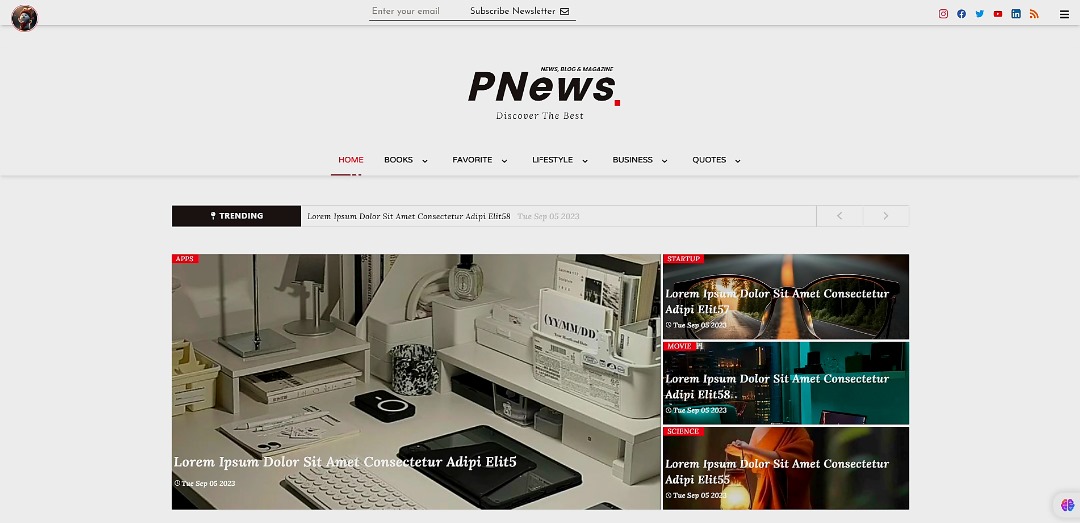 Enter your email
Subscribe Newsletter
NEWS, BLOG & MAGAZINE
PNews.
Discover The Best
HOME
BOOKS
FAVORITE
LIFESTYLE
BUSINESS
QUOTES
TRENDING
Lorem Ipsum Dolor Sit Amet Consectetur Adipi Elit58
Tue Sep 05 2023
APPS
(YY/MM/DD)
Lorem Ipsum Dolor Sit Amet Consectetur Adipi Elit5
Tue Sep 05 2023
STARTUP
Lorem Ipsum Dolor Sit Amet Consectetur
Adipi Elit57
Tue Sep 05 2023
MOVIE
Lorem Ipsum Dolor Sit Amet Consectetur
Adipi Elit58
Tue Sep 05 2023
SCIENCE
Lorem Ipsum Dolor Sit Amet Consectetur
Adipi Elit55
Tue Sep 05 2023